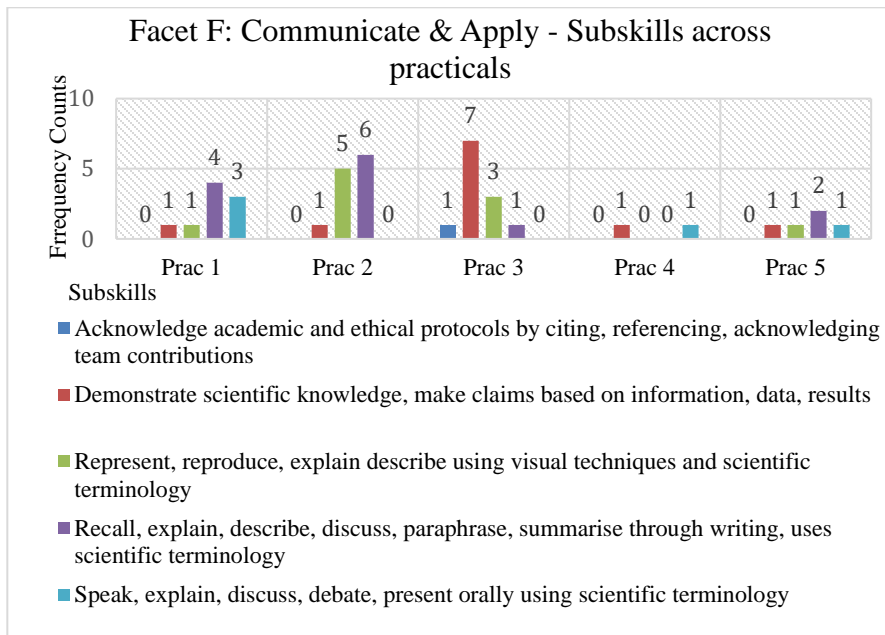 Facet F: Communicate & Apply - Subskills across
practicals
Frrequency Counts
10
5
0
0 1 1 4 3
0 1 5 6 0
1 7 3 1 0
0 1 0 0 1
0 1 1 2 1
Prac 1 Prac 2 Prac 3 Prac 4 Prac 5
Subskills
Acknowledge academic and ethical protocols by citing, referencing, acknowledging
team contributions
Demonstrate scientific knowledge, make claims based on information, data, results
Represent, reproduce, explain describe using visual techniques and scientific
terminology
Recall, explain, describe, discuss, paraphrase, summarise through writing, uses
scientific terminology
Speak, explain, discuss, debate, present orally using scientific terminology